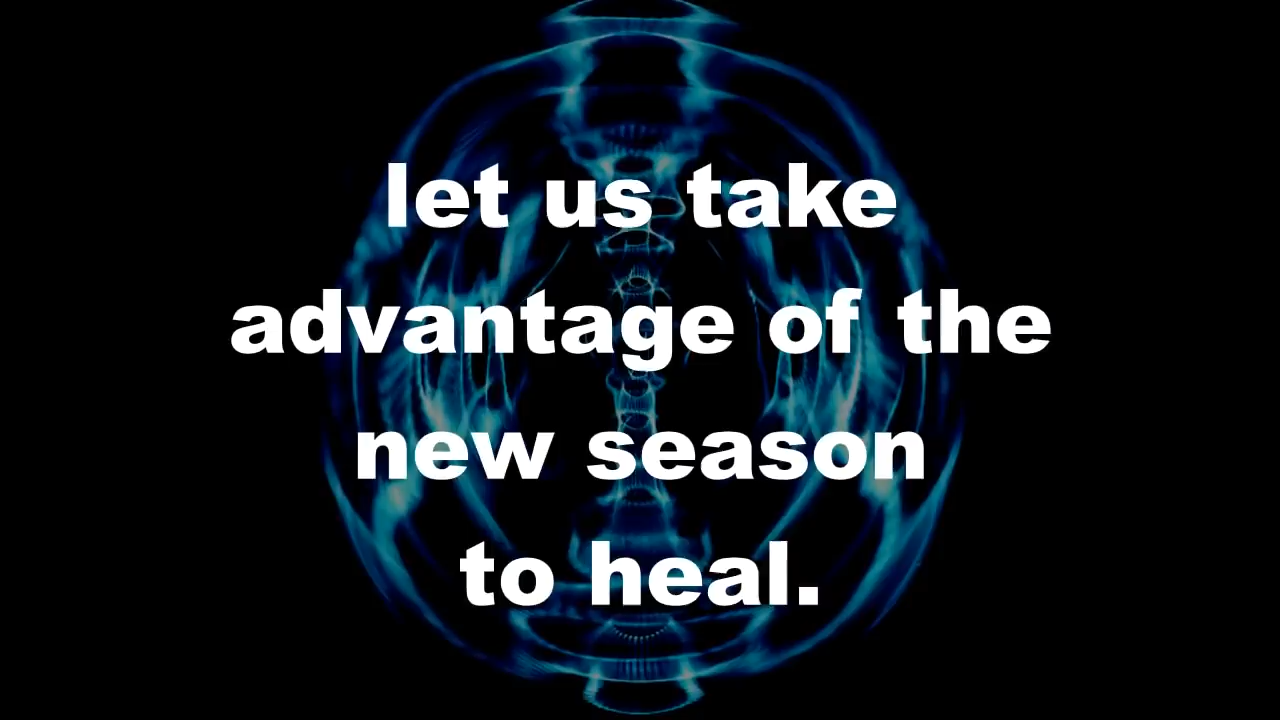 let us take
advantage of the
new season
to heal.